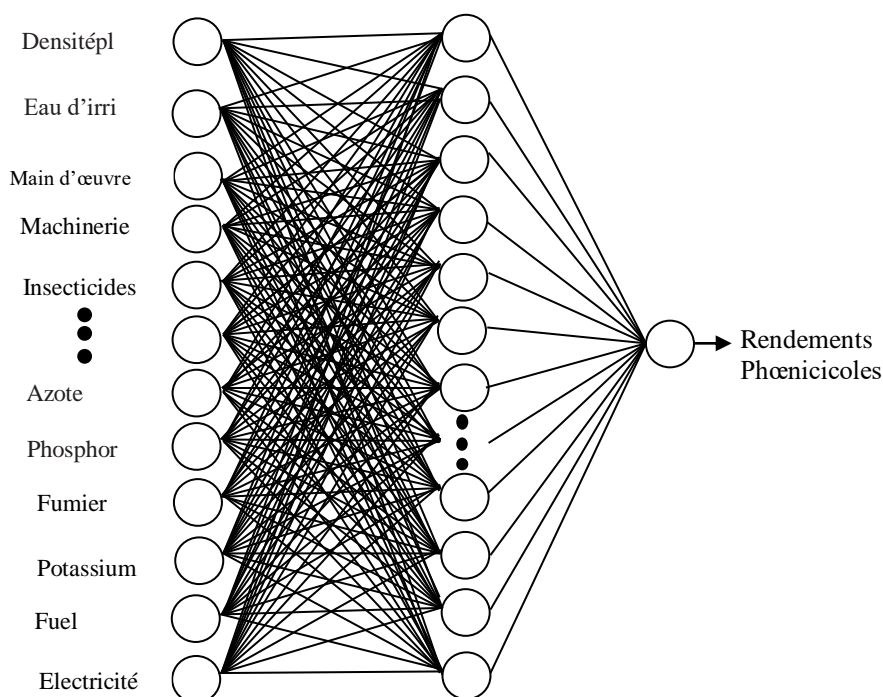 Densitépl
Eau d’irri
Main d’œuvre
Machinerie
Insecticides
Azote
Phosphor
Fumier
Potassium
Fuel
Electricité
Rendements
Phœnicicoles